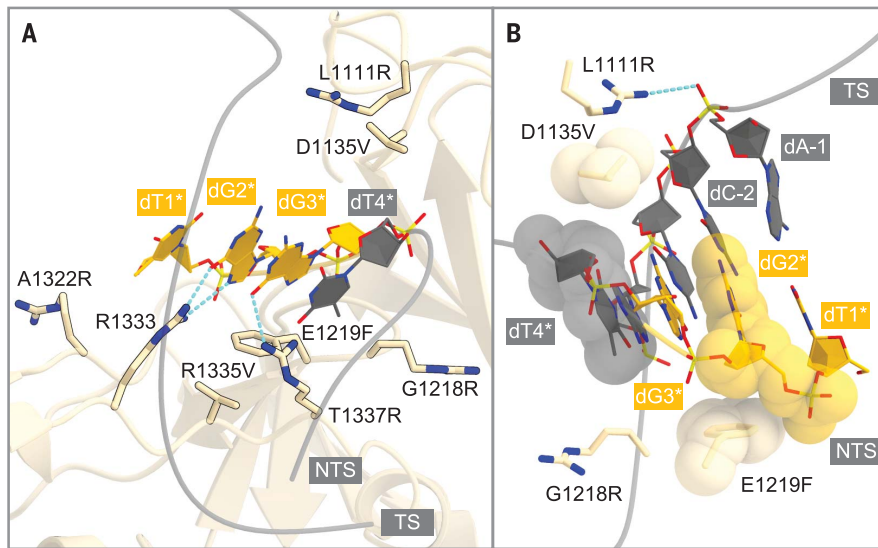 A
L1111R
D1135V
dT1*
dG2*
dG3*
dT4*
A1322R
R1333
E1219F
R1335V
G1218R
T1337R
NTS
TS
B
L1111R
TS
D1135V
dA-1
dC-2
dG2*
dT1*
dT4*
dG3*
NTS
G1218R
E1219F